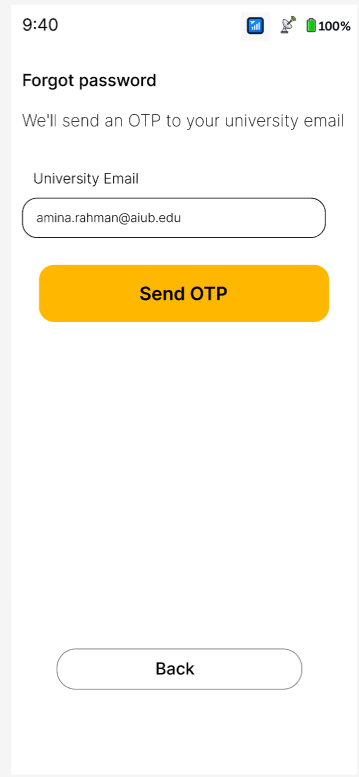 9:40
100%
Forgot password
We'll send an OTP to your university email
University Email
amina.rahman@aiub.edu
Send OTP
Back